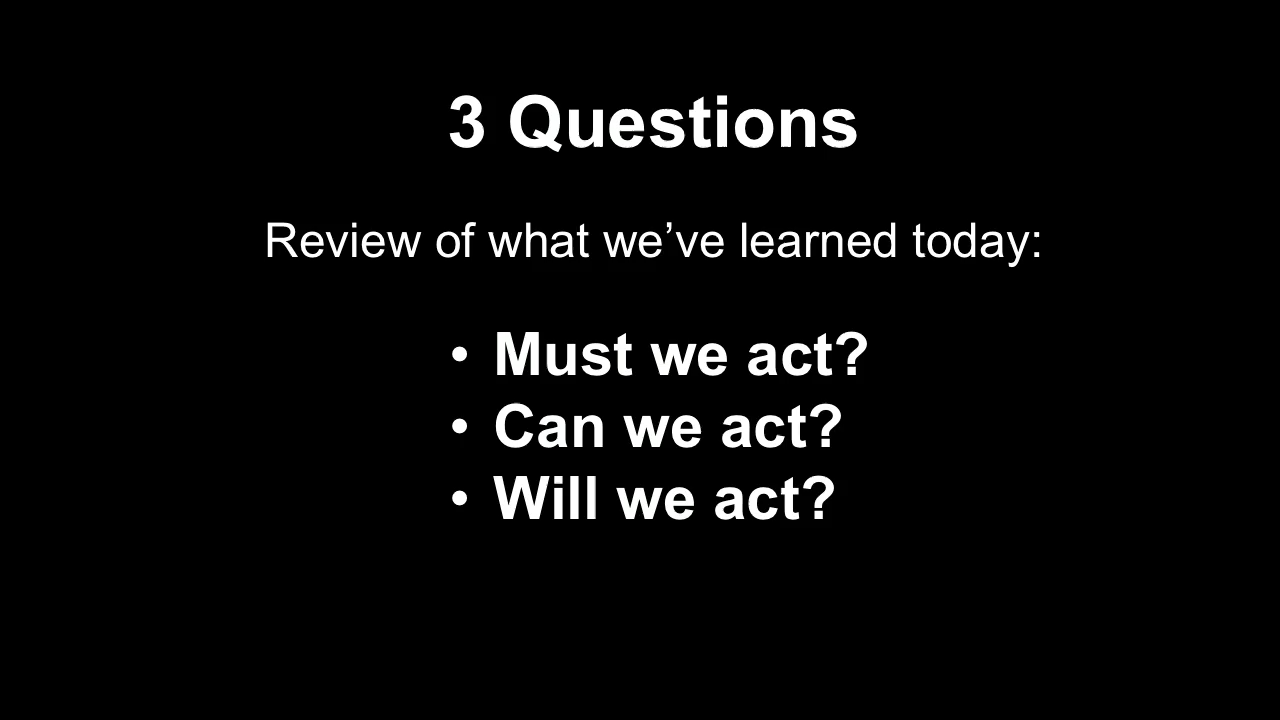 3 Questions
Review of what we’ve learned today:
• Must we act?
• Can we act?
• Will we act?